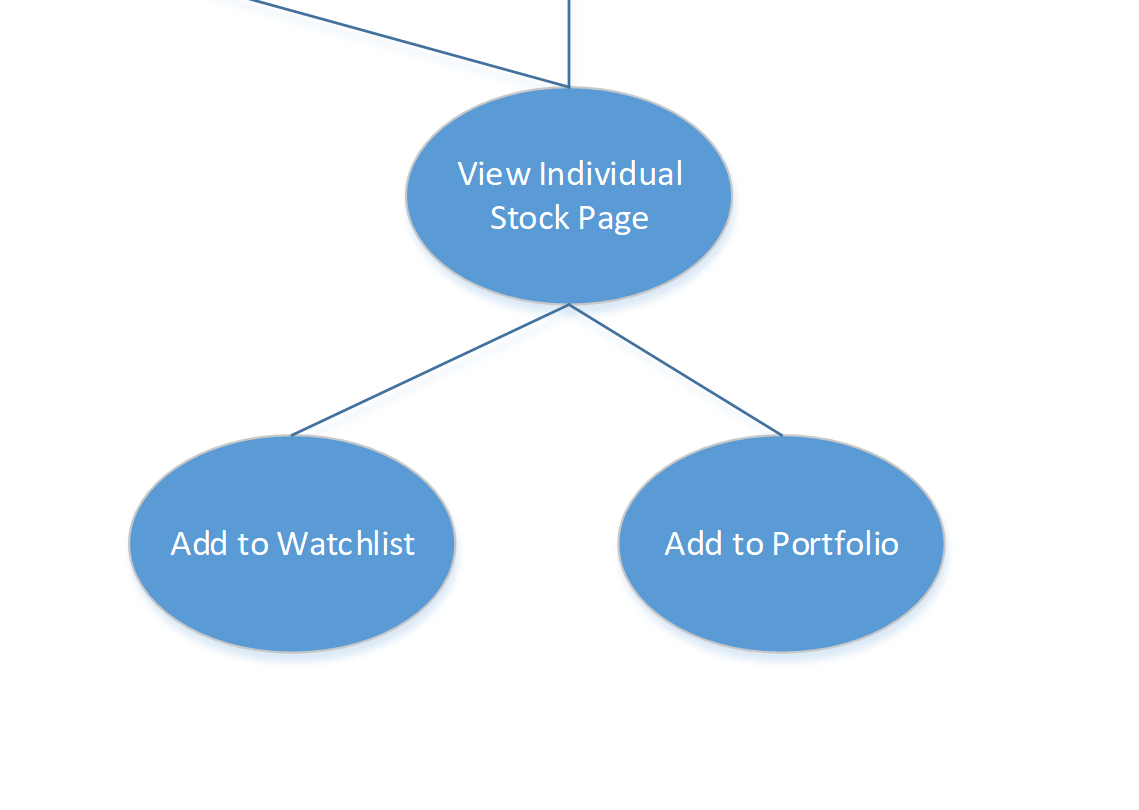 View Individual
Stock Page
Add to Watchlist
Add to Portfolio